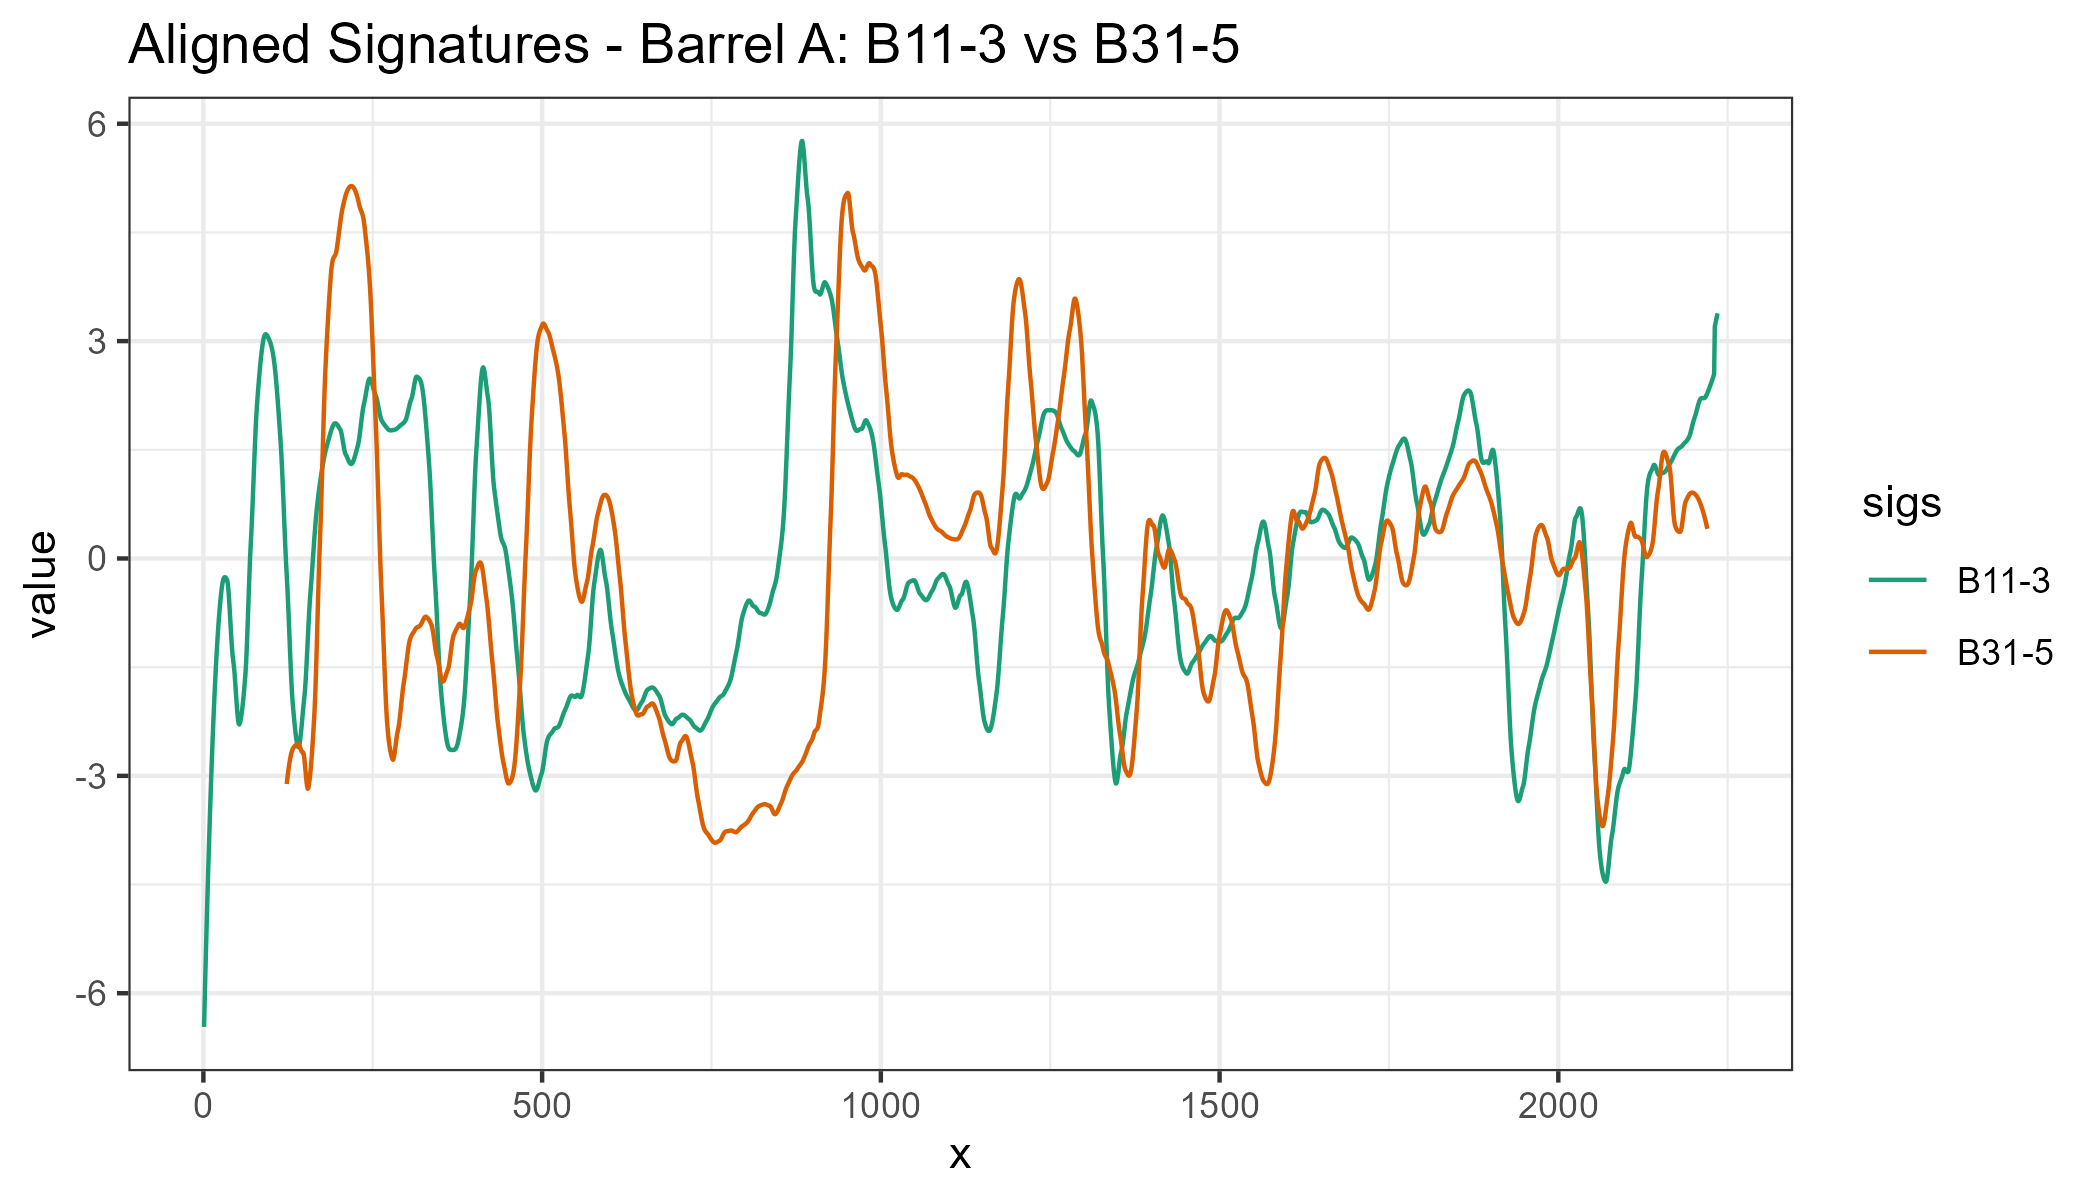 Aligned Signatures - Barrel A: B11-3 vs B31-5
value
6
3
0
-3
-6
0
500
1000
1500
2000
x
sigs
B11-3
B31-5